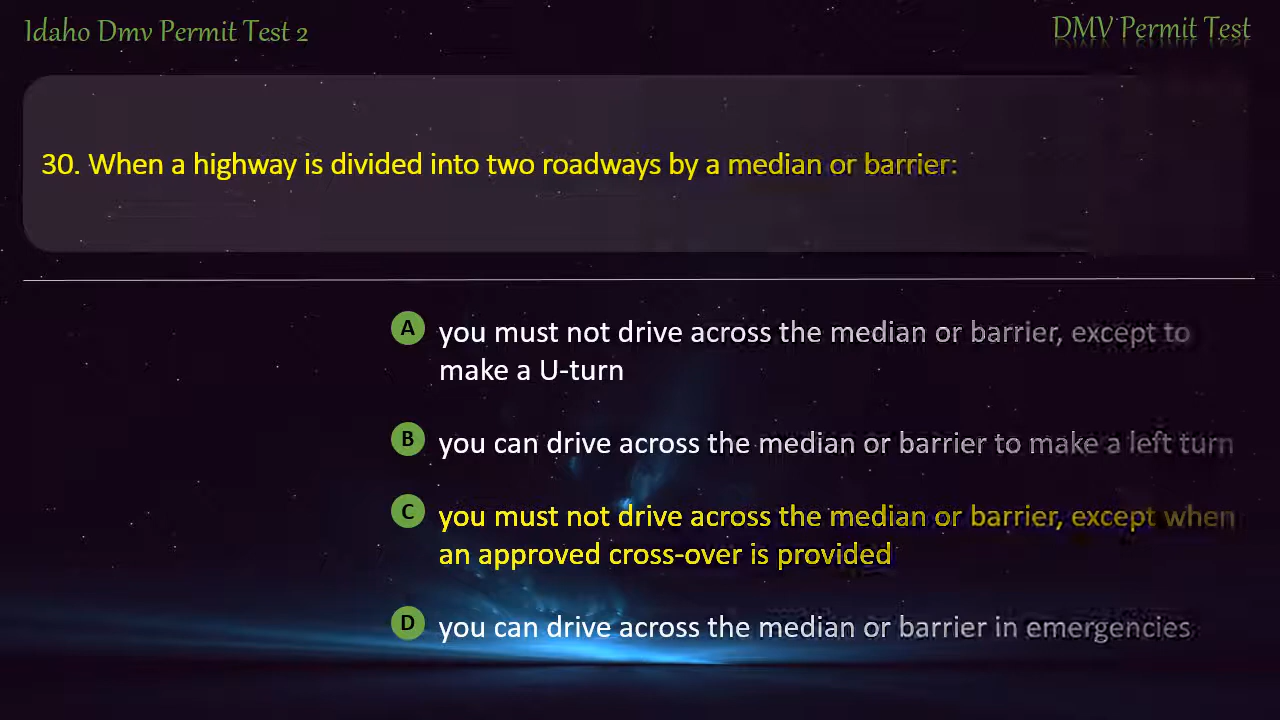 Idaho Dmv Permit Test 2
DMV Permit Test
30. When a highway is divided into two roadways by a median or barrier:
A you must not drive across the median or barrier, except to
make a U-turn
B you can drive across the median or barrier to make a left turn
C you must not drive across the median or barrier, except when
an approved cross-over is provided
D you can drive across the median or barrier in emergencies